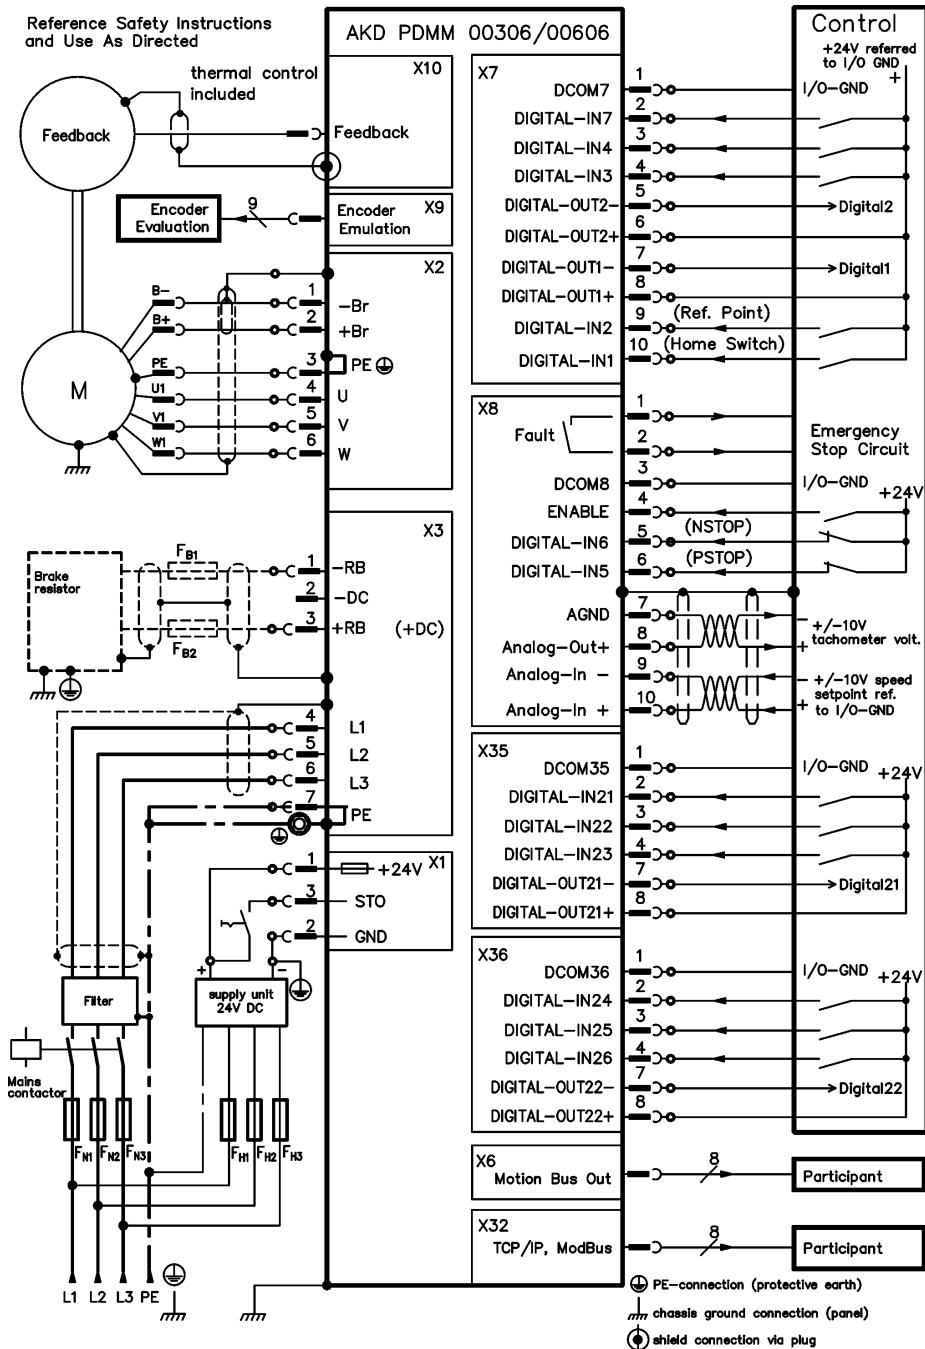 Reference Safety Instructions
and Use As Directed
AKD PDMM 00306/00606
Control
+24V referred
to I/O GND
+
X10
thermal control
included
Feedback
Feedback
X9
Encoder
Evaluation
9
Encoder
Emulation
X2
B-
1
-Br
B+
2
+Br
PE
3
PE
U1
4
U
V1
5
V
W1
6
W
M
X3
Brake
resistor
FB1
1
-RB
2
-DC
3
+RB
(+DC)
FB2
4
L1
5
L2
6
L3
7
PE
X1
1
+24V
3
STO
2
GND
+
-
Filter
supply unit
24V DC
Mains
contactor
FN1
FN2
FN3
FH1
FH2
FH3
L1
L2
L3
PE
X7
DCOM7
1
I/O-GND
DIGITAL-IN7
2
DIGITAL-IN4
3
DIGITAL-IN3
4
DIGITAL-OUT2-
5
Digital2
DIGITAL-OUT2+
6
DIGITAL-OUT1-
7
Digital1
DIGITAL-OUT1+
8
DIGITAL-IN2
9
(Ref. Point)
DIGITAL-IN1
10
(Home Switch)
X8
Fault
1
2
Emergency
Stop Circuit
DCOM8
3
I/O-GND
+24V
ENABLE
4
DIGITAL-IN6
5
(NSTOP)
DIGITAL-IN5
6
(PSTOP)
AGND
7
-
+/-10V
tachometer volt.
Analog-Out+
8
+
Analog-In -
9
-
+/-10V speed
setpoint ref.
to I/O-GND
Analog-In +
10
+
X35
DCOM35
1
I/O-GND
+24V
DIGITAL-IN21
2
DIGITAL-IN22
3
DIGITAL-IN23
4
DIGITAL-OUT21-
7
Digital21
DIGITAL-OUT21+
8
X36
DCOM36
1
I/O-GND
+24V
DIGITAL-IN24
2
DIGITAL-IN25
3
DIGITAL-IN26
4
DIGITAL-OUT22-
7
Digital22
DIGITAL-OUT22+
8
X6
Motion Bus Out
8
Participant
X32
TCP/IP, ModBus
8
Participant
PE-connection (protective earth)
chassis ground connection (panel)
shield connection via plug